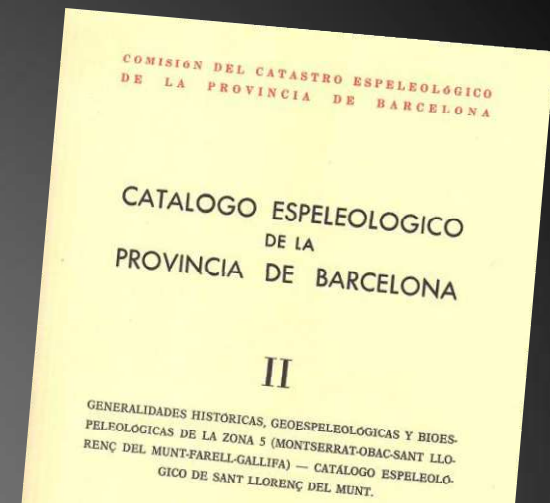 COMISIóN DEL CATASTRO ESPELEOLóGICO
DE LA PROVINCIA DE BARCELONA
CATALOGO ESPELEOLOGICO
DE LA
PROVINCIA DE BARCELONA
II
GENERALIDADES HISTÓRICAS, GEOESPELEOLÓGICAS Y BIOES-
PELEOLÓGICAS DE LA ZONA 5 (MONTSERRAT-OBAC-SANT LLO-
RENÇ DEL MUNT-FARELL-GALLIFA) — CATÁLOGO ESPELEOLÓ-
GICO DE SANT LLORENÇ DEL MUNT.